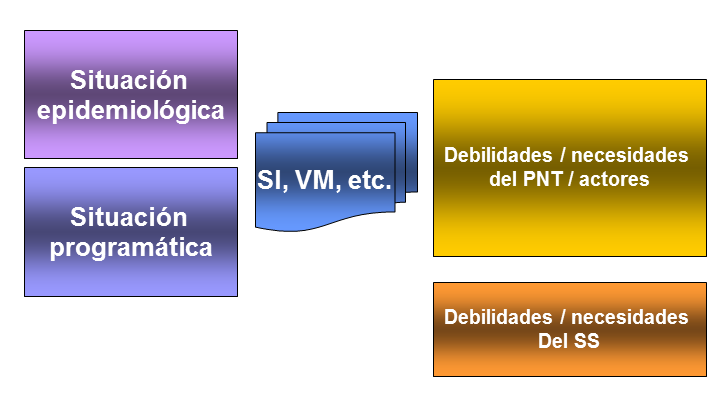 Situación
epidemiológica
Situación
programática
SI, VM, etc.
Debilidades / necesidades
del PNT / actores
Debilidades / necesidades
Del SS